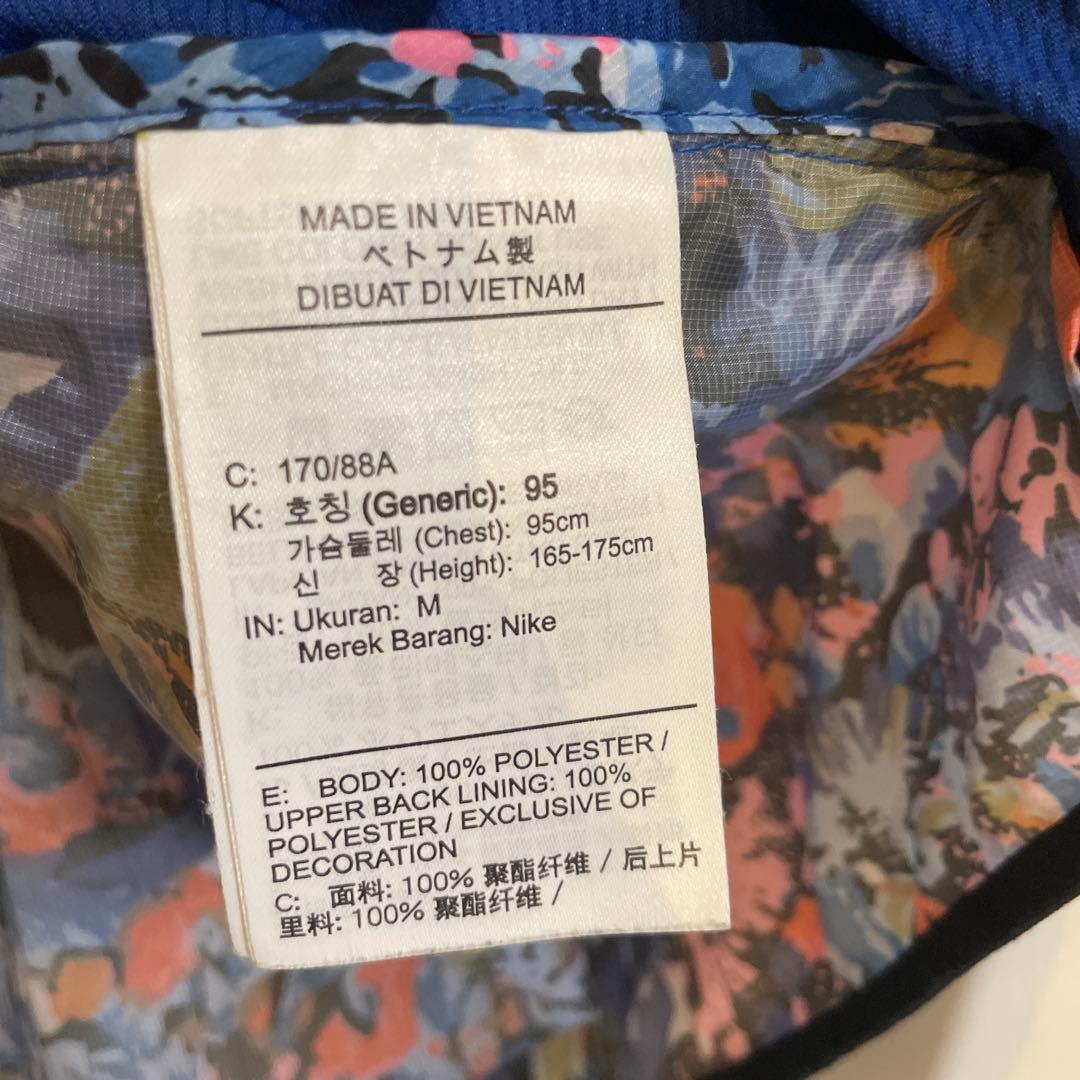 MADE IN VIETNAM
ベトナム製
DIBUAT DI VIETNAM
C: 170/88A
K: 호칭 (Generic): 95
가슴둘레 (Chest): 95cm
신 장 (Height): 165-175cm
IN: Ukuran: M
Merek Barang: Nike
E: BODY: 100% POLYESTER /
UPPER BACK LINING: 100%
POLYESTER / EXCLUSIVE OF
DECORATION
C: 面料: 100% 聚酯纤维 / 后上片
里料: 100% 聚酯纤维 /